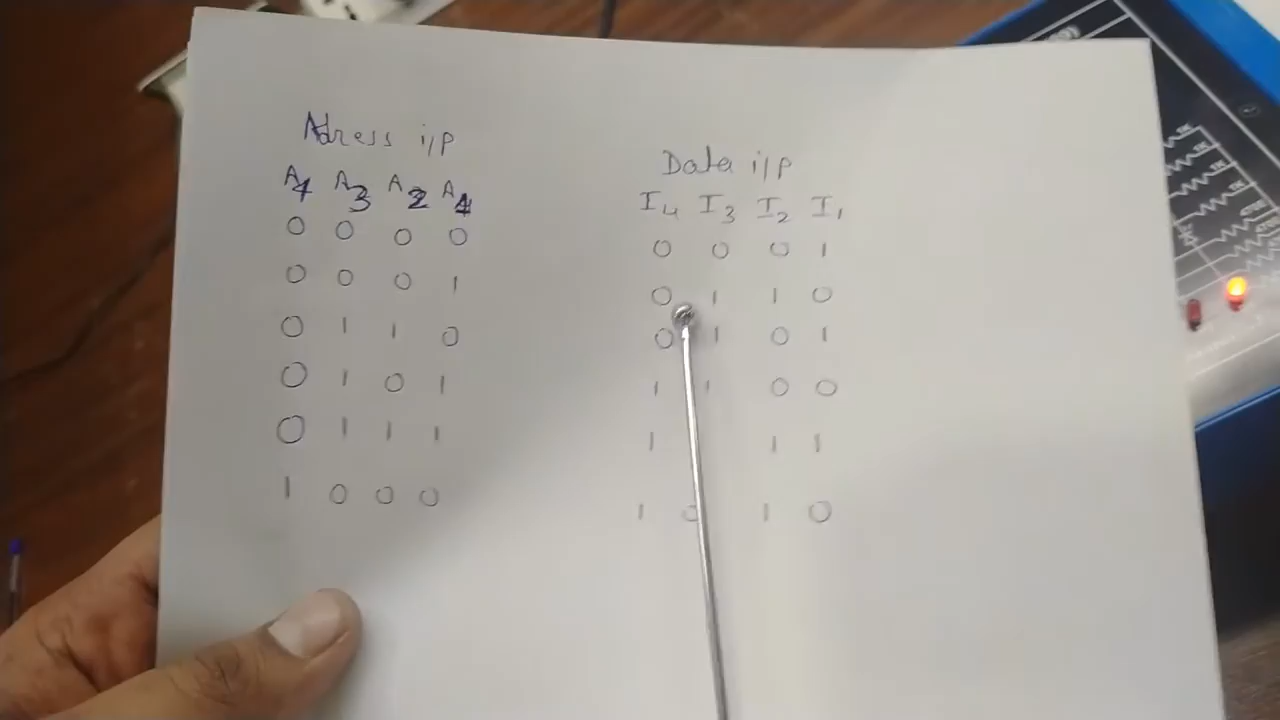 Adress i/p
A4 A3 A2 A1
0 0 0 0
0 0 0 1
0 1 1 0
0 1 0 1
0 1 1 1
1 0 0 0
Data i/p
I4 I3 I2 I1
0 0 0 1
0 1 1 0
0 1 0 1
1 1 0 0
1 1 1
1 0 1 0